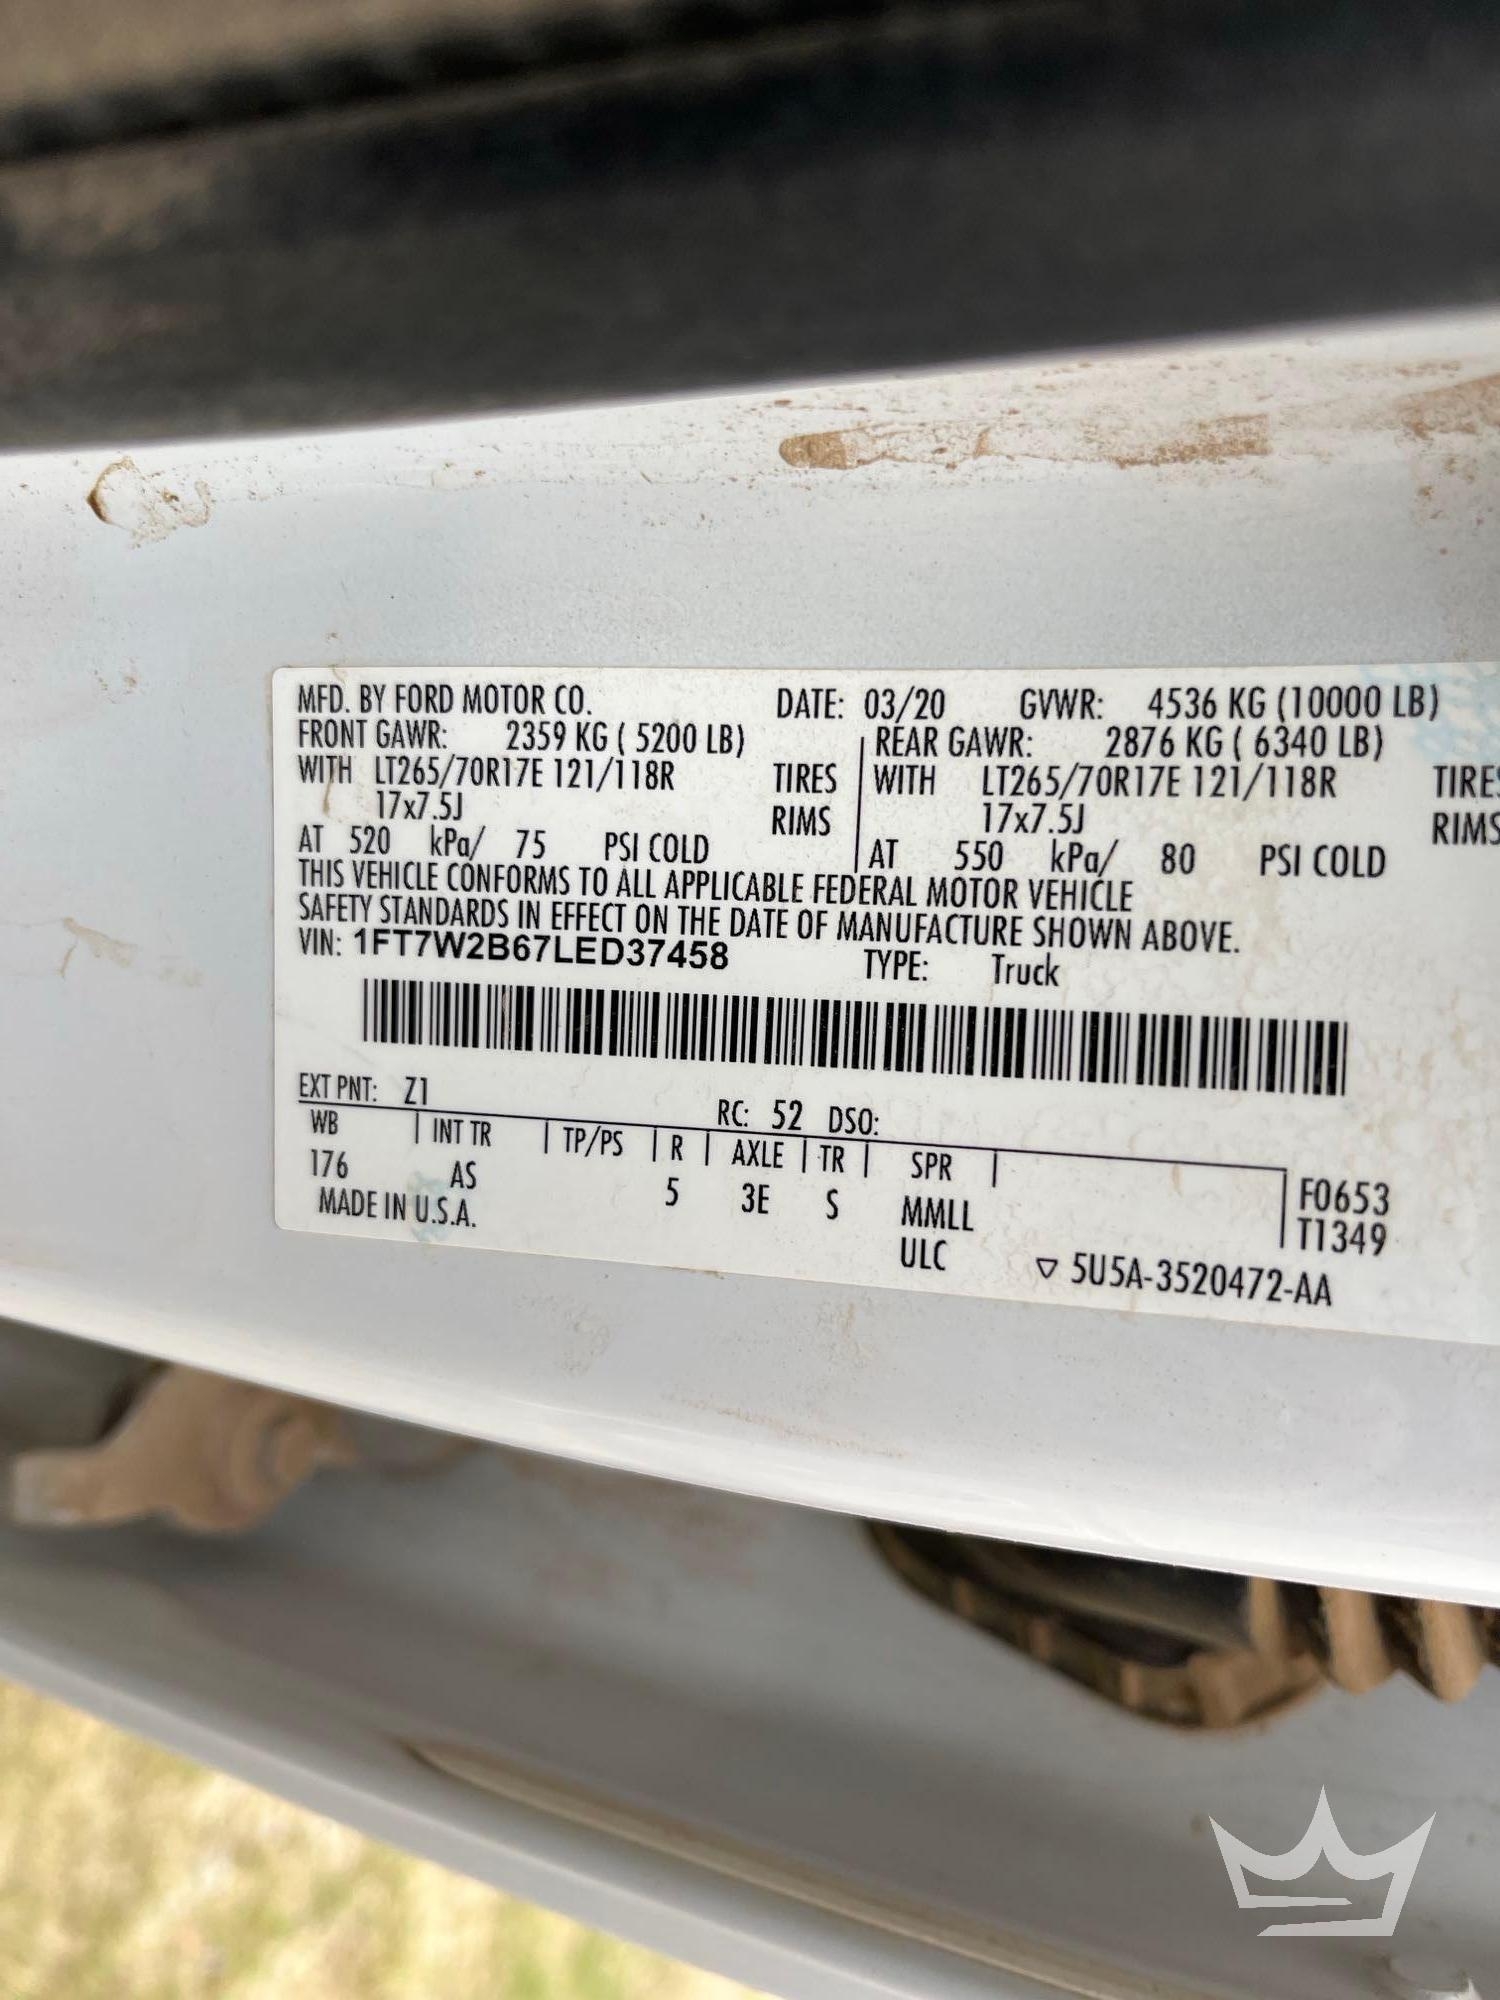 MFD. BY FORD MOTOR CO. DATE: 03/20 GVWR: 4536 KG (10000 LB)
FRONT GAWR: 2359 KG ( 5200 LB) REAR GAWR: 2876 KG ( 6340 LB)
WITH LT265/70R17E 121/118R TIRES WITH LT265/70R17E 121/118R TIRES
17x7.5J RIMS 17x7.5J RIMS
AT 520 kPa/ 75 PSI COLD AT 550 kPa/ 80 PSI COLD
THIS VEHICLE CONFORMS TO ALL APPLICABLE FEDERAL MOTOR VEHICLE
SAFETY STANDARDS IN EFFECT ON THE DATE OF MANUFACTURE SHOWN ABOVE.
VIN: 1FT7W2B67LED37458 TYPE: Truck
EXT PNT: Z1 RC: 52 DSO:
WB | INT TR | TP/PS | R | AXLE | TR | SPR |
176 AS 5 3E S MMLL F0653
MADE IN U.S.A. ULC T1349
▽ 5U5A-3520472-AA